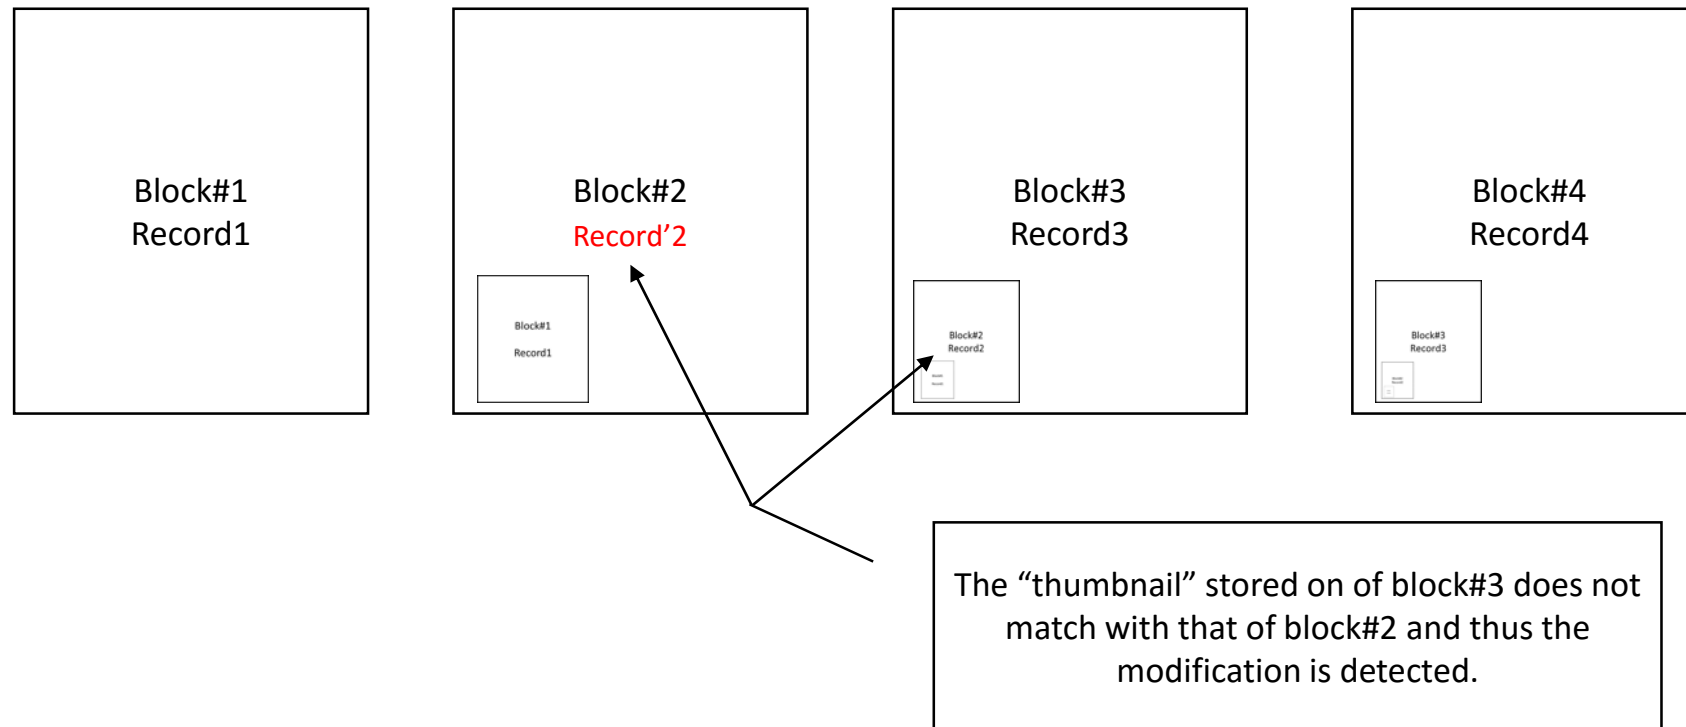 Block#1
Record1
Block#2
Record’2
Block#1
Record1
Block#3
Record3
Block#2
Record2
Block#4
Record4
Block#3
Record3
The “thumbnail” stored on of block#3 does not
match with that of block#2 and thus the
modification is detected.